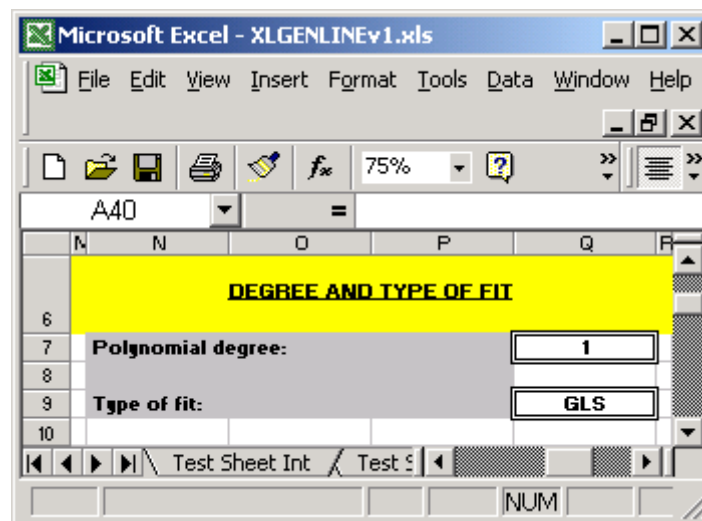 Microsoft Excel - XLGENLINEv1.xls
File Edit View Insert Format Tools Data Window Help
75%
A40 =
N O P Q
DEGREE AND TYPE OF FIT
6
7 Polynomial degree: 1
8
9 Type of fit: GLS
10
Test Sheet Int Test S
NUM